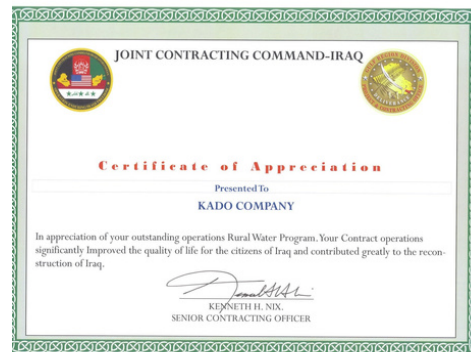 JOINT CONTRACTING COMMAND-IRAQ
Certificate of Appreciation
Presented To
KADO COMPANY
In appreciation of your outstanding operations Rural Water Program. Your Contract operations
significantly Improved the quality of life for the citizens of Iraq and contributed greatly to the recon-
struction of Iraq.
KENNETH H. NIX.
SENIOR CONTRACTING OFFICER